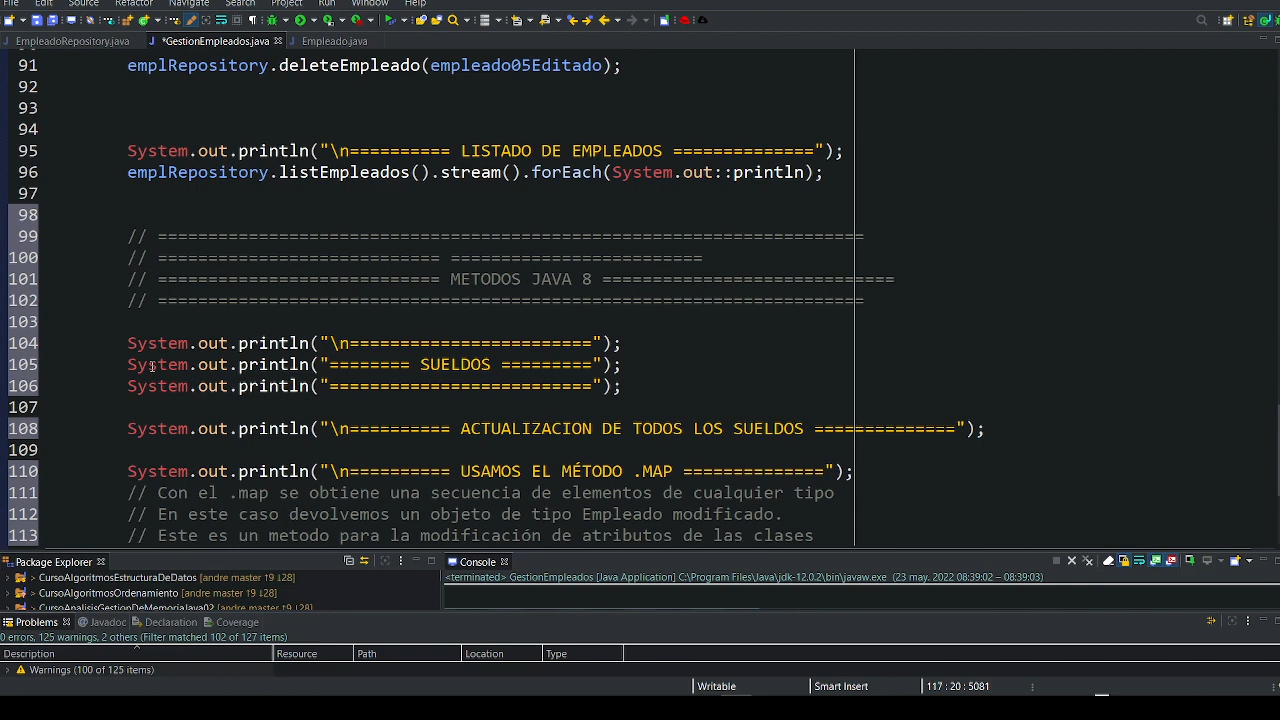 File Edit Source Refactor Navigate Search Project Run Window Help
EmpleadoRepository.java *GestionEmpleados.java Empleado.java
91 emplRepository.deleteEmpleado(empleado05Editado);
92
93
94
95 System.out.println("\n========== LISTADO DE EMPLEADOS ==============");
96 emplRepository.listEmpleados().stream().forEach(System.out::println);
97
98
99 // ======================================================================
100 // ============================ =========================
101 // ============================ METODOS JAVA 8 =============================
102 // ======================================================================
103
104 System.out.println("\n========================");
105 System.out.println("======== SUELDOS =========");
106 System.out.println("==========================");
107
108 System.out.println("\n========== ACTUALIZACION DE TODOS LOS SUELDOS ==============");
109
110 System.out.println("\n========== USAMOS EL MÉTODO .MAP ==============");
111 // Con el .map se obtiene una secuencia de elementos de cualquier tipo
112 // En este caso devolvemos un objeto de tipo Empleado modificado.
113 // Este es un metodo para la modificación de atributos de las clases
Package Explorer
CursoAlgoritmosEstructuraDeDatos [andre master ↑9 ↓28]
CursoAlgoritmosOrdenamiento [andre master ↑9 ↓28]
CursoAnalisisGestionDeMemoriaJava02 [andre master ↑9 ↓28]
Console
<terminated> GestionEmpleados [Java Application] C:\Program Files\Java\jdk-12.0.2\bin\javaw.exe (23 may. 2022 08:39:02 – 08:39:03)
Problems Javadoc Declaration Coverage
0 errors, 125 warnings, 2 others (Filter matched 102 of 127 items)
Description Resource Path Location Type
Warnings (100 of 125 items)
Writable Smart Insert 117 : 20 : 5081